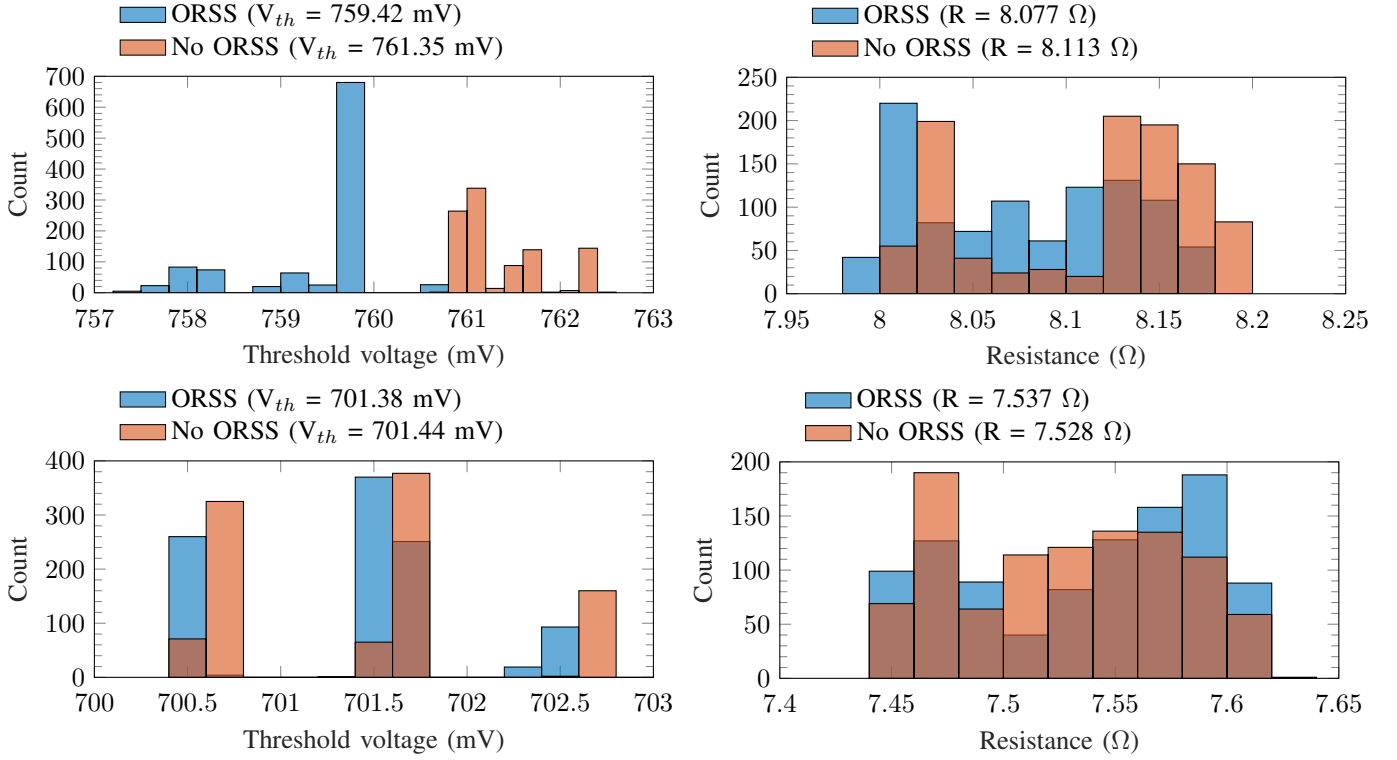 ORSS (V_th = 759.42 mV)
No ORSS (V_th = 761.35 mV)
700
600
500
400
300
200
100
0
Count
757 758 759 760 761 762 763
Threshold voltage (mV)
ORSS (R = 8.077 Ω)
No ORSS (R = 8.113 Ω)
250
200
150
100
50
0
Count
7.95 8 8.05 8.1 8.15 8.2 8.25
Resistance (Ω)
ORSS (V_th = 701.38 mV)
No ORSS (V_th = 701.44 mV)
400
300
200
100
0
Count
700 700.5 701 701.5 702 702.5 703
Threshold voltage (mV)
ORSS (R = 7.537 Ω)
No ORSS (R = 7.528 Ω)
200
150
100
50
0
Count
7.4 7.45 7.5 7.55 7.6 7.65
Resistance (Ω)